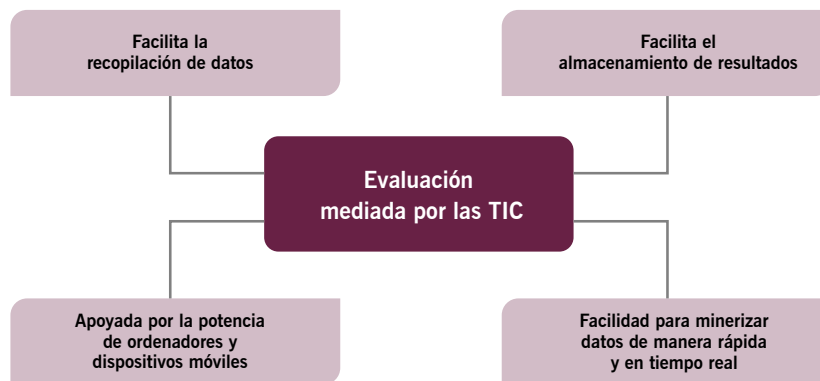 Facilita la
recopilación de datos
Facilita el
almacenamiento de resultados
Evaluación
mediada por las TIC
Apoyada por la potencia
de ordenadores y
dispositivos móviles
Facilidad para minerizar
datos de manera rápida
y en tiempo real